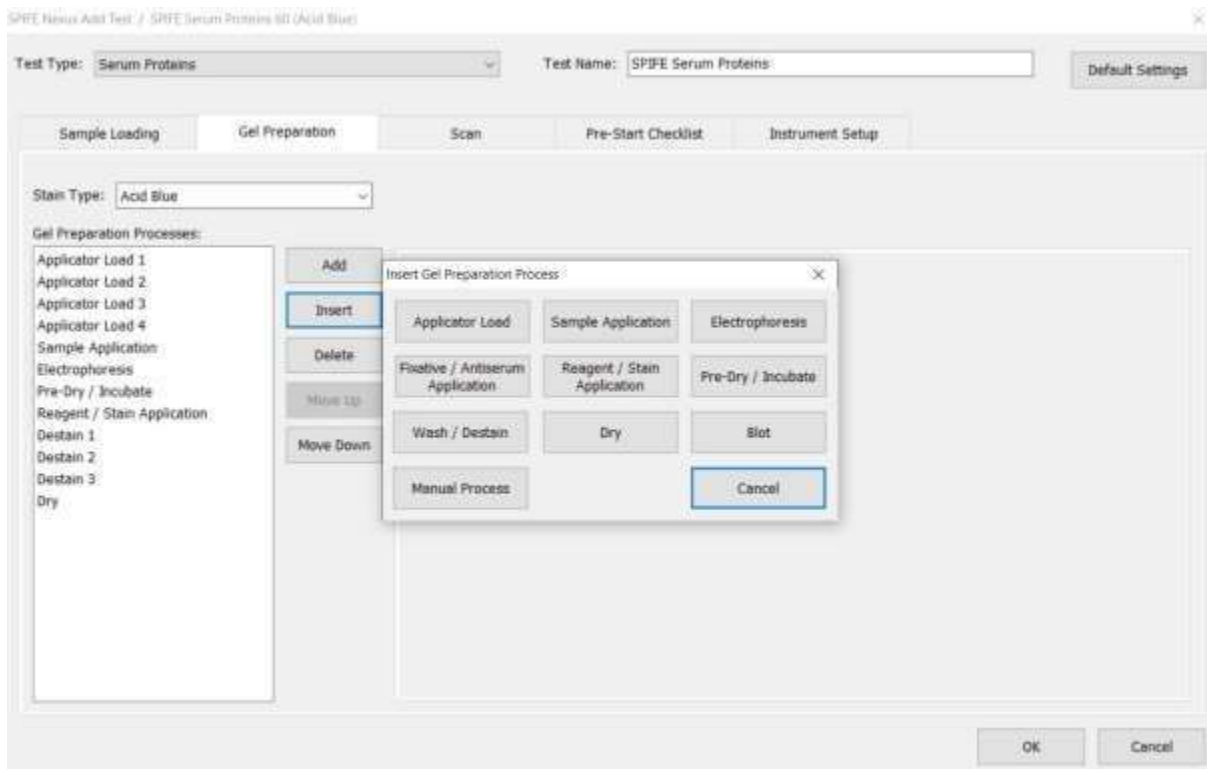 SPIFE Nexus Add Test / SPIFE Serum Proteins 60 (Acid Blue)
Test Type: Serum Proteins Test Name: SPIFE Serum Proteins Default Settings
Sample Loading Gel Preparation Scan Pre-Start Checklist Instrument Setup
Stain Type: Acid Blue
Gel Preparation Processes:
Applicator Load 1
Applicator Load 2
Applicator Load 3
Applicator Load 4
Sample Application
Electrophoresis
Pre-Dry / Incubate
Reagent / Stain Application
Destain 1
Destain 2
Destain 3
Dry
Add
Insert
Delete
Move Up
Move Down
Insert Gel Preparation Process
Applicator Load Sample Application Electrophoresis
Fixative / Antiserum
Application
Reagent / Stain
Application
Pre-Dry / Incubate
Wash / Destain Dry Blot
Manual Process Cancel
OK Cancel